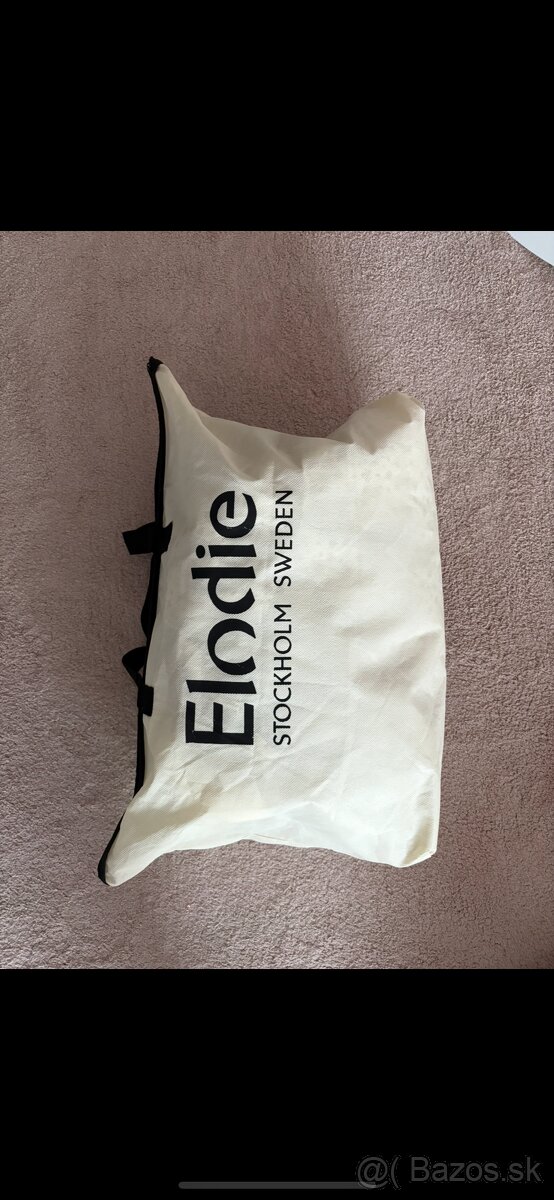 Elodie
STOCKHOLM SWEDEN
@( Bazos.sk